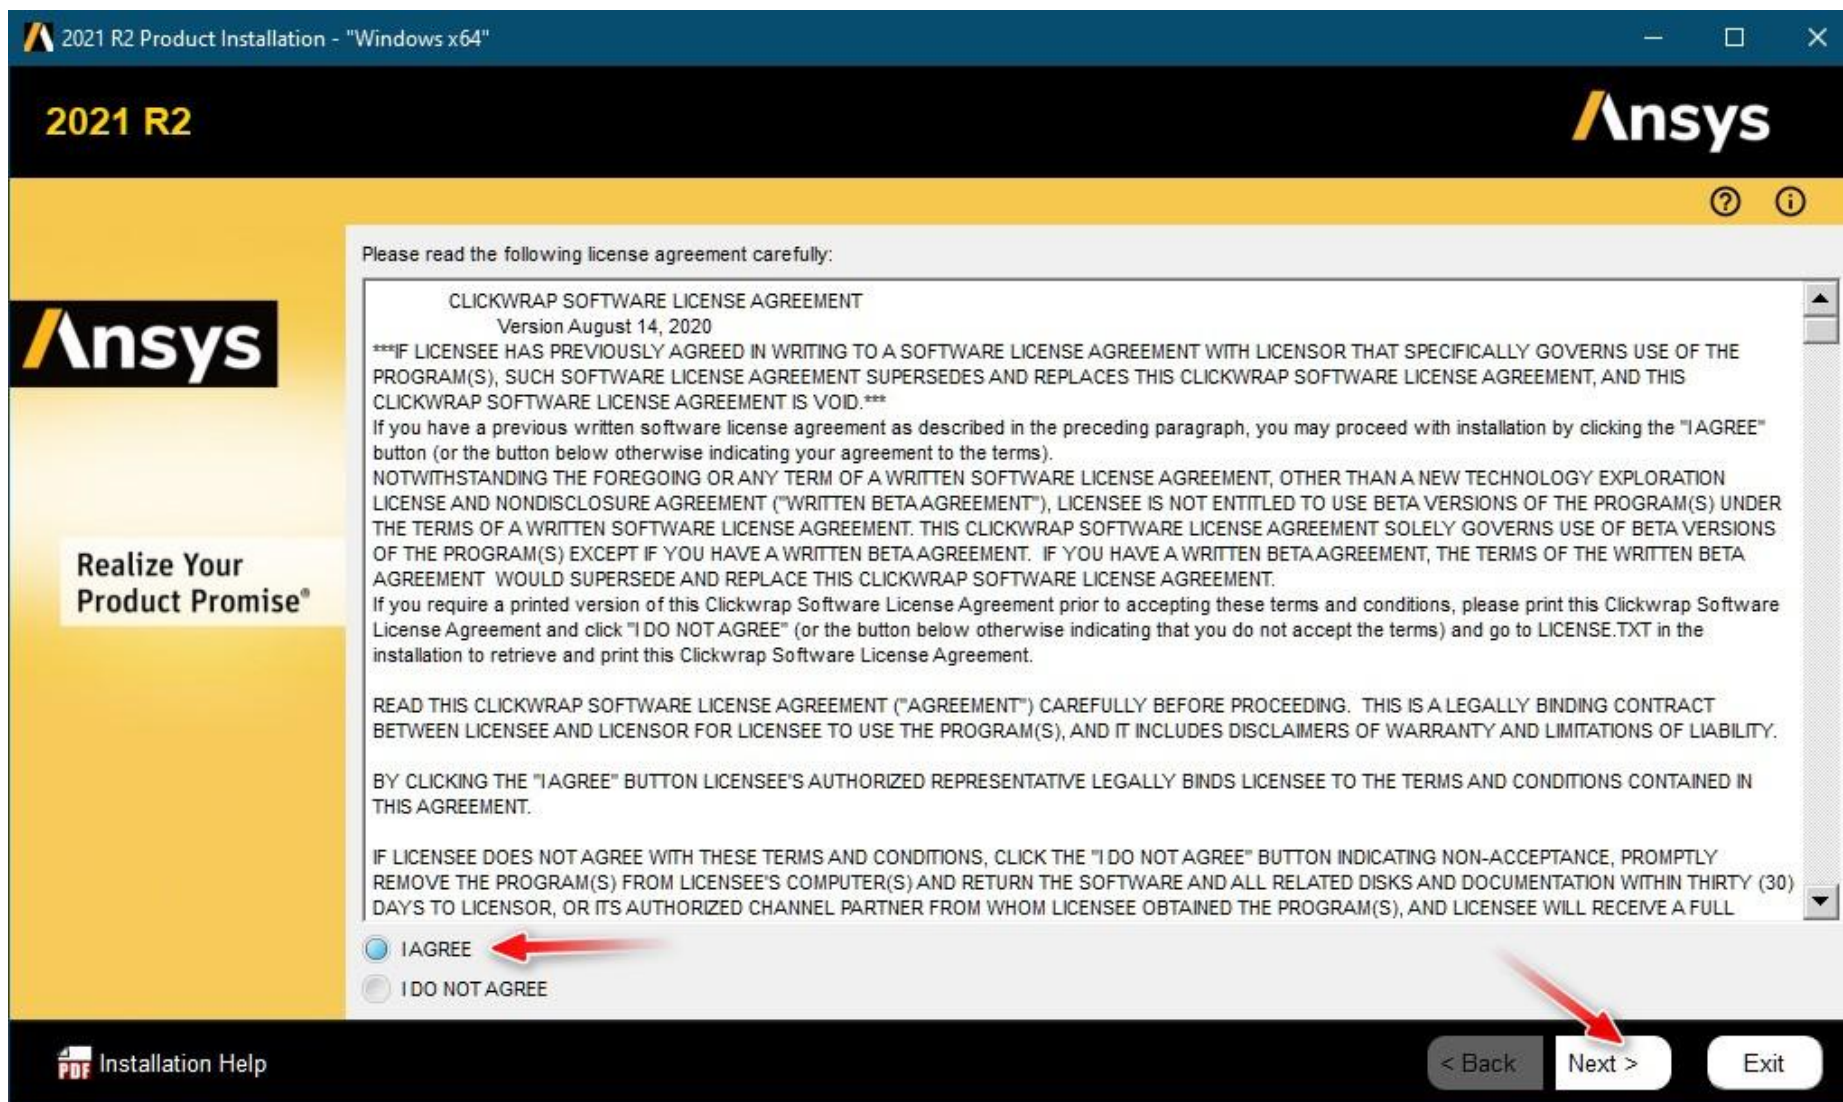 2021 R2 Product Installation - "Windows x64"
2021 R2
Ansys
Please read the following license agreement carefully:
CLICKWRAP SOFTWARE LICENSE AGREEMENT
Version August 14, 2020
***IF LICENSEE HAS PREVIOUSLY AGREED IN WRITING TO A SOFTWARE LICENSE AGREEMENT WITH LICENSOR THAT SPECIFICALLY GOVERNS USE OF THE
PROGRAM(S), SUCH SOFTWARE LICENSE AGREEMENT SUPERSEDES AND REPLACES THIS CLICKWRAP SOFTWARE LICENSE AGREEMENT, AND THIS
CLICKWRAP SOFTWARE LICENSE AGREEMENT IS VOID.***
If you have a previous written software license agreement as described in the preceding paragraph, you may proceed with installation by clicking the "I AGREE"
button (or the button below otherwise indicating your agreement to the terms).
NOTWITHSTANDING THE FOREGOING OR ANY TERM OF A WRITTEN SOFTWARE LICENSE AGREEMENT, OTHER THAN A NEW TECHNOLOGY EXPLORATION
LICENSE AND NONDISCLOSURE AGREEMENT ("WRITTEN BETA AGREEMENT"), LICENSEE IS NOT ENTITLED TO USE BETA VERSIONS OF THE PROGRAM(S) UNDER
THE TERMS OF A WRITTEN SOFTWARE LICENSE AGREEMENT. THIS CLICKWRAP SOFTWARE LICENSE AGREEMENT SOLELY GOVERNS USE OF BETA VERSIONS
OF THE PROGRAM(S) EXCEPT IF YOU HAVE A WRITTEN BETA AGREEMENT. IF YOU HAVE A WRITTEN BETA AGREEMENT, THE TERMS OF THE WRITTEN BETA
AGREEMENT WOULD SUPERSEDE AND REPLACE THIS CLICKWRAP SOFTWARE LICENSE AGREEMENT.
If you require a printed version of this Clickwrap Software License Agreement prior to accepting these terms and conditions, please print this Clickwrap Software
License Agreement and click "I DO NOT AGREE" (or the button below otherwise indicating that you do not accept the terms) and go to LICENSE.TXT in the
installation to retrieve and print this Clickwrap Software License Agreement.
READ THIS CLICKWRAP SOFTWARE LICENSE AGREEMENT ("AGREEMENT") CAREFULLY BEFORE PROCEEDING. THIS IS A LEGALLY BINDING CONTRACT
BETWEEN LICENSEE AND LICENSOR FOR LICENSEE TO USE THE PROGRAM(S), AND IT INCLUDES DISCLAIMERS OF WARRANTY AND LIMITATIONS OF LIABILITY.
BY CLICKING THE "I AGREE" BUTTON LICENSEE'S AUTHORIZED REPRESENTATIVE LEGALLY BINDS LICENSEE TO THE TERMS AND CONDITIONS CONTAINED IN
THIS AGREEMENT.
IF LICENSEE DOES NOT AGREE WITH THESE TERMS AND CONDITIONS, CLICK THE "I DO NOT AGREE" BUTTON INDICATING NON-ACCEPTANCE, PROMPTLY
REMOVE THE PROGRAM(S) FROM LICENSEE'S COMPUTER(S) AND RETURN THE SOFTWARE AND ALL RELATED DISKS AND DOCUMENTATION WITHIN THIRTY (30)
DAYS TO LICENSOR, OR ITS AUTHORIZED CHANNEL PARTNER FROM WHOM LICENSEE OBTAINED THE PROGRAM(S), AND LICENSEE WILL RECEIVE A FULL
Ansys
Realize Your
Product Promise®
I AGREE
I DO NOT AGREE
PDF Installation Help
< Back
Next >
Exit